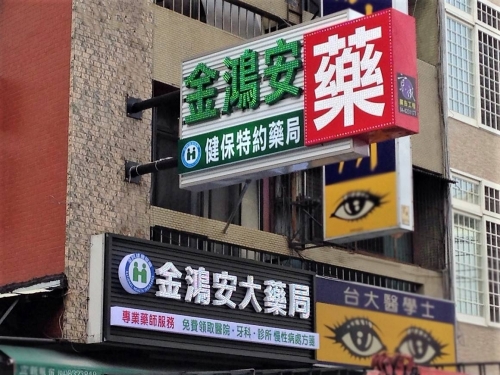 金鴻安
藥
健保特約藥局
金鴻安大藥局
專業藥師服務 免費領取醫院・牙科・診所 慢性病處方箋
台大醫學士